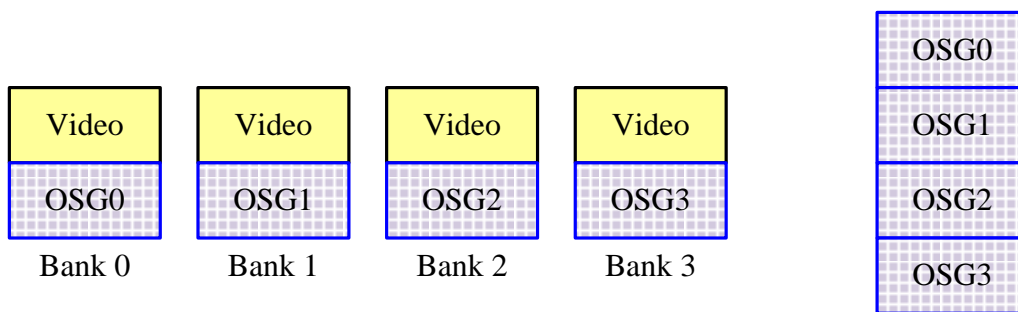 Video Video Video Video
OSG0 OSG1 OSG2 OSG3
Bank 0 Bank 1 Bank 2 Bank 3
OSG0
OSG1
OSG2
OSG3